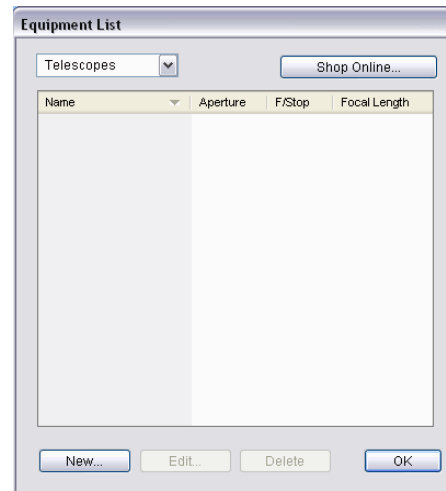 Equipment List
Telescopes Shop Online...
Name Aperture F/Stop Focal Length
New... Edit... Delete OK